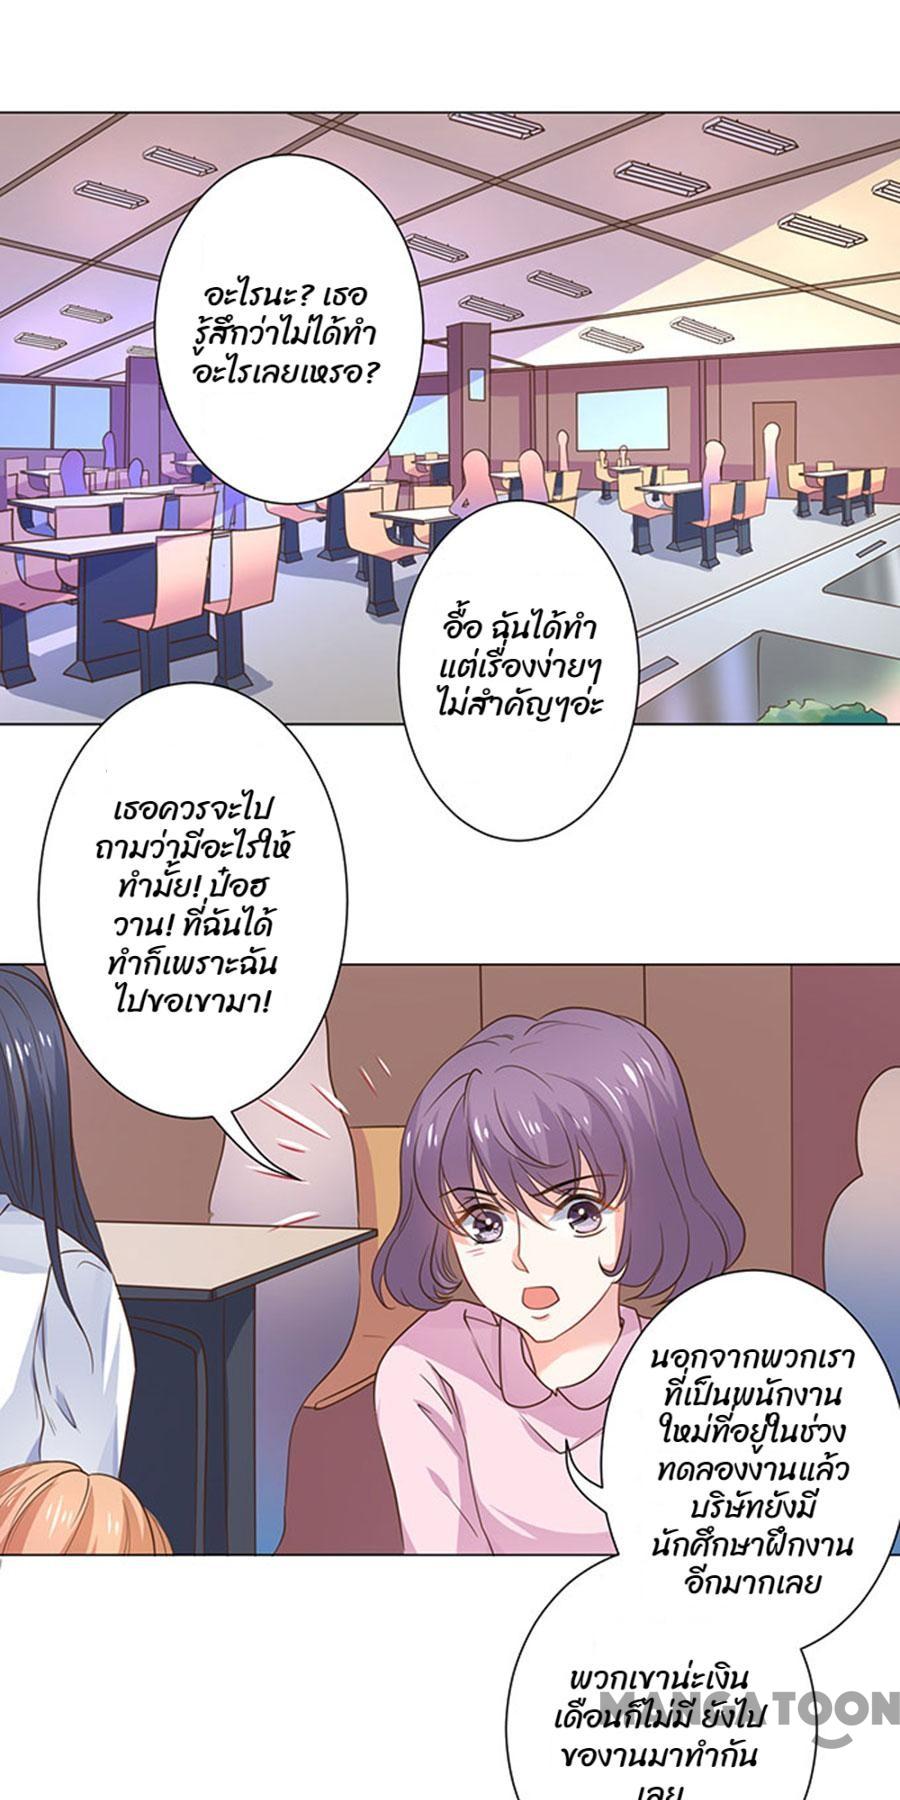 อะไรนะ? เธอ
รู้สึกว่าไม่ได้ทำ
อะไรเลยเหรอ?
อื้อ ฉันได้ทำ
แต่เรื่องง่ายๆ
ไม่สำคัญๆอ่ะ
เธอควรจะไป
ถามว่ามีอะไรให้
ทำมั้ย! ป๋อฮ
วาน! ที่ฉันได้
ทำก็เพราะฉัน
ไปขอเขามา!
นอกจากพวกเรา
ที่เป็นพนักงาน
ใหม่ที่อยู่ในช่วง
ทดลองงานแล้ว
บริษัทยังมี
นักศึกษาฝึกงาน
อีกมากเลย
พวกเขาน่ะเงิน
เดือนก็ไม่มี ยังไป
ของานมาทำกัน
เลย
MANGATOON